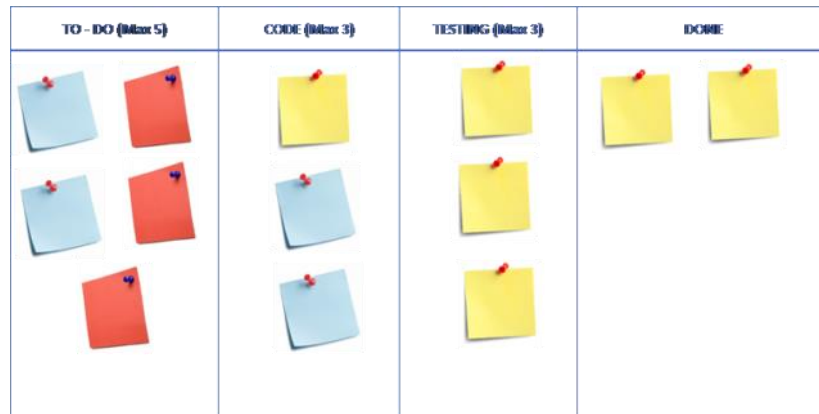 TO - DO (Max 5)
CODE (Max 3)
TESTING (Max 3)
DONE